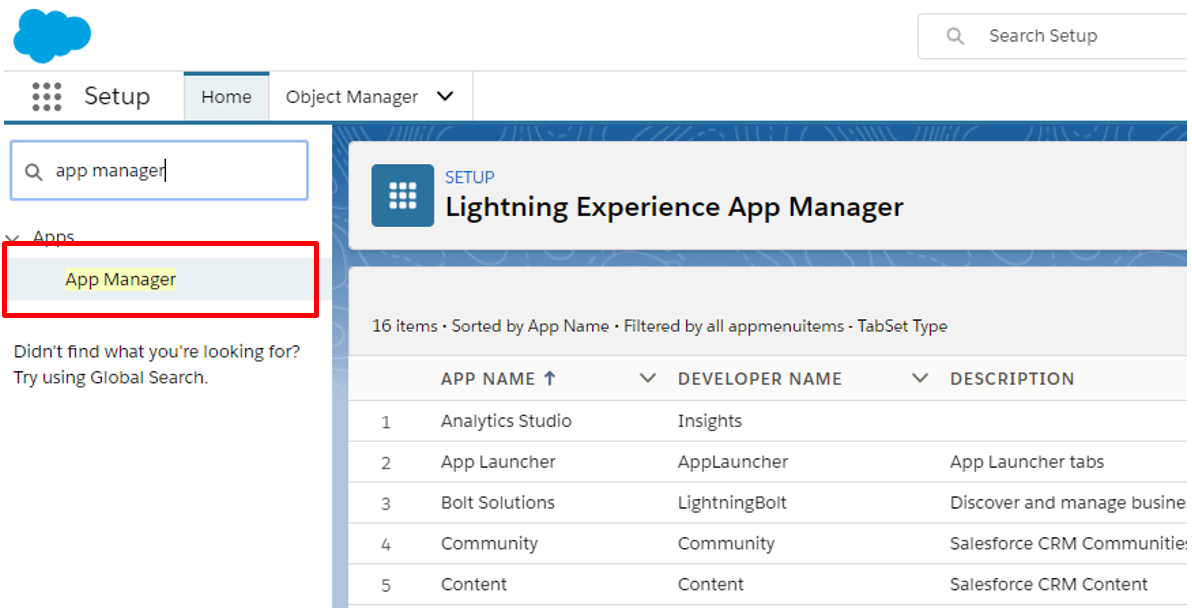 Search Setup
Setup
Home
Object Manager
app manager
Apps
App Manager
Didn't find what you're looking for?
Try using Global Search.
SETUP
Lightning Experience App Manager
16 items • Sorted by App Name • Filtered by all appmenuitems - TabSet Type
APP NAME DEVELOPER NAME DESCRIPTION
1 Analytics Studio Insights
2 App Launcher AppLauncher App Launcher tabs
3 Bolt Solutions LightningBolt Discover and manage busine
4 Community Community Salesforce CRM Communities
5 Content Content Salesforce CRM Content